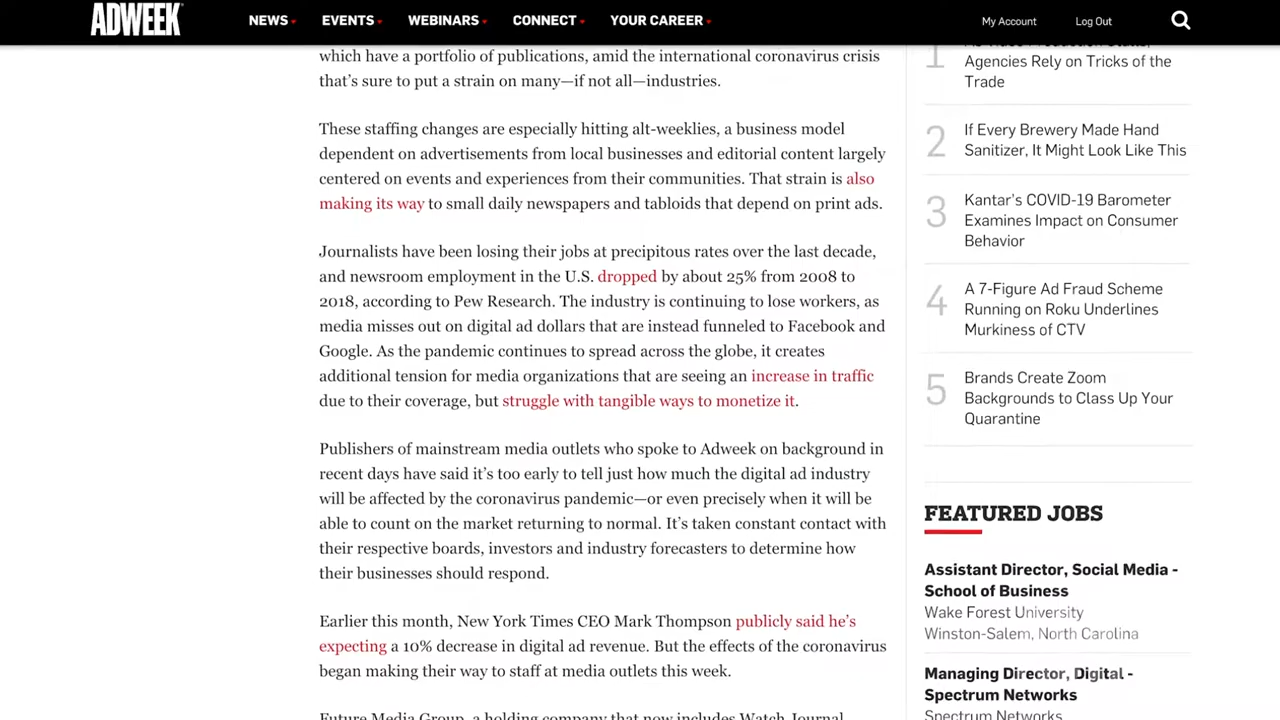 ADWEEK
NEWS EVENTS WEBINARS CONNECT YOUR CAREER My Account Log Out
which have a portfolio of publications, amid the international coronavirus crisis
that's sure to put a strain on many—if not all—industries.
These staffing changes are especially hitting alt-weeklies, a business model
dependent on advertisements from local businesses and editorial content largely
centered on events and experiences from their communities. That strain is also
making its way to small daily newspapers and tabloids that depend on print ads.
Journalists have been losing their jobs at precipitous rates over the last decade,
and newsroom employment in the U.S. dropped by about 25% from 2008 to
2018, according to Pew Research. The industry is continuing to lose workers, as
media misses out on digital ad dollars that are instead funneled to Facebook and
Google. As the pandemic continues to spread across the globe, it creates
additional tension for media organizations that are seeing an increase in traffic
due to their coverage, but struggle with tangible ways to monetize it.
Publishers of mainstream media outlets who spoke to Adweek on background in
recent days have said it's too early to tell just how much the digital ad industry
will be affected by the coronavirus pandemic—or even precisely when it will be
able to count on the market returning to normal. It's taken constant contact with
their respective boards, investors and industry forecasters to determine how
their businesses should respond.
Earlier this month, New York Times CEO Mark Thompson publicly said he's
expecting a 10% decrease in digital ad revenue. But the effects of the coronavirus
began making their way to staff at media outlets this week.
Future Media Group, a holding company that now includes Watch Journal,
1
Agencies Rely on Tricks of the
Trade
2
If Every Brewery Made Hand
Sanitizer, It Might Look Like This
3
Kantar's COVID-19 Barometer
Examines Impact on Consumer
Behavior
4
A 7-Figure Ad Fraud Scheme
Running on Roku Underlines
Murkiness of CTV
5
Brands Create Zoom
Backgrounds to Class Up Your
Quarantine
FEATURED JOBS
Assistant Director, Social Media -
School of Business
Wake Forest University
Winston-Salem, North Carolina
Managing Director, Digital -
Spectrum Networks
Spectrum Networks